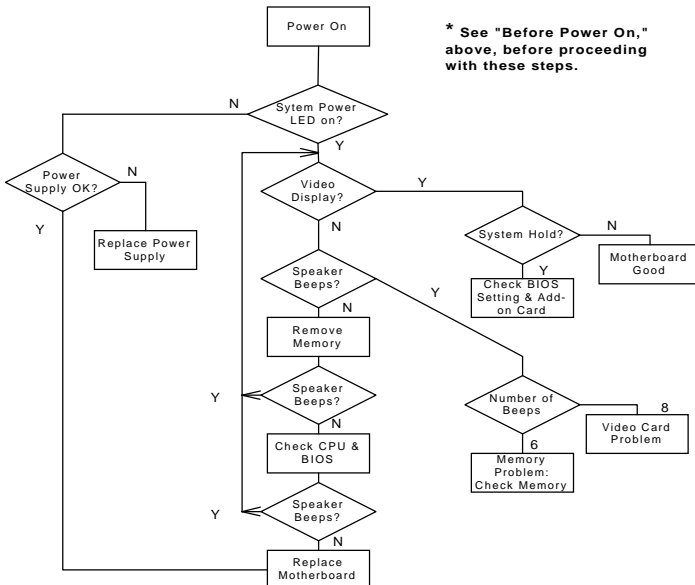 Power On
* See "Before Power On,"
above, before proceeding
with these steps.
N
Sytem Power
LED on?
Y
Power
Supply OK?
N
Y
Replace Power
Supply
Video
Display?
Y
N
System Hold?
N
Y
Motherboard
Good
Check BIOS
Setting & Add-
on Card
Speaker
Beeps?
Y
N
Remove
Memory
Speaker
Beeps?
Y
N
Number of
Beeps
8
6
Video Card
Problem
Memory
Problem:
Check Memory
Check CPU &
BIOS
Speaker
Beeps?
Y
N
Replace
Motherboard